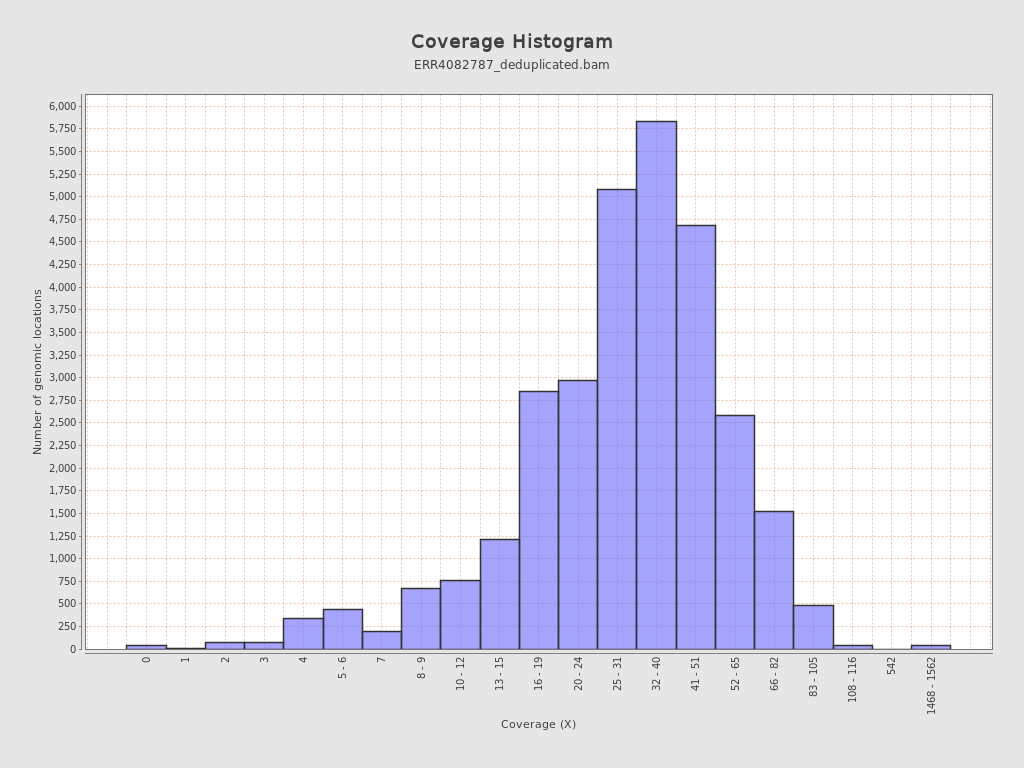 Coverage Histogram
ERR4082787_deduplicated.bam
Number of genomic locations
6,000
5,750
5,500
5,250
5,000
4,750
4,500
4,250
4,000
3,750
3,500
3,250
3,000
2,750
2,500
2,250
2,000
1,750
1,500
1,250
1,000
750
500
250
0
0
1
2
3
4
5 - 6
7
8 - 9
10 - 12
13 - 15
16 - 19
20 - 24
25 - 31
32 - 40
41 - 51
52 - 65
66 - 82
83 - 105
108 - 116
542
1468 - 1562
Coverage (X)